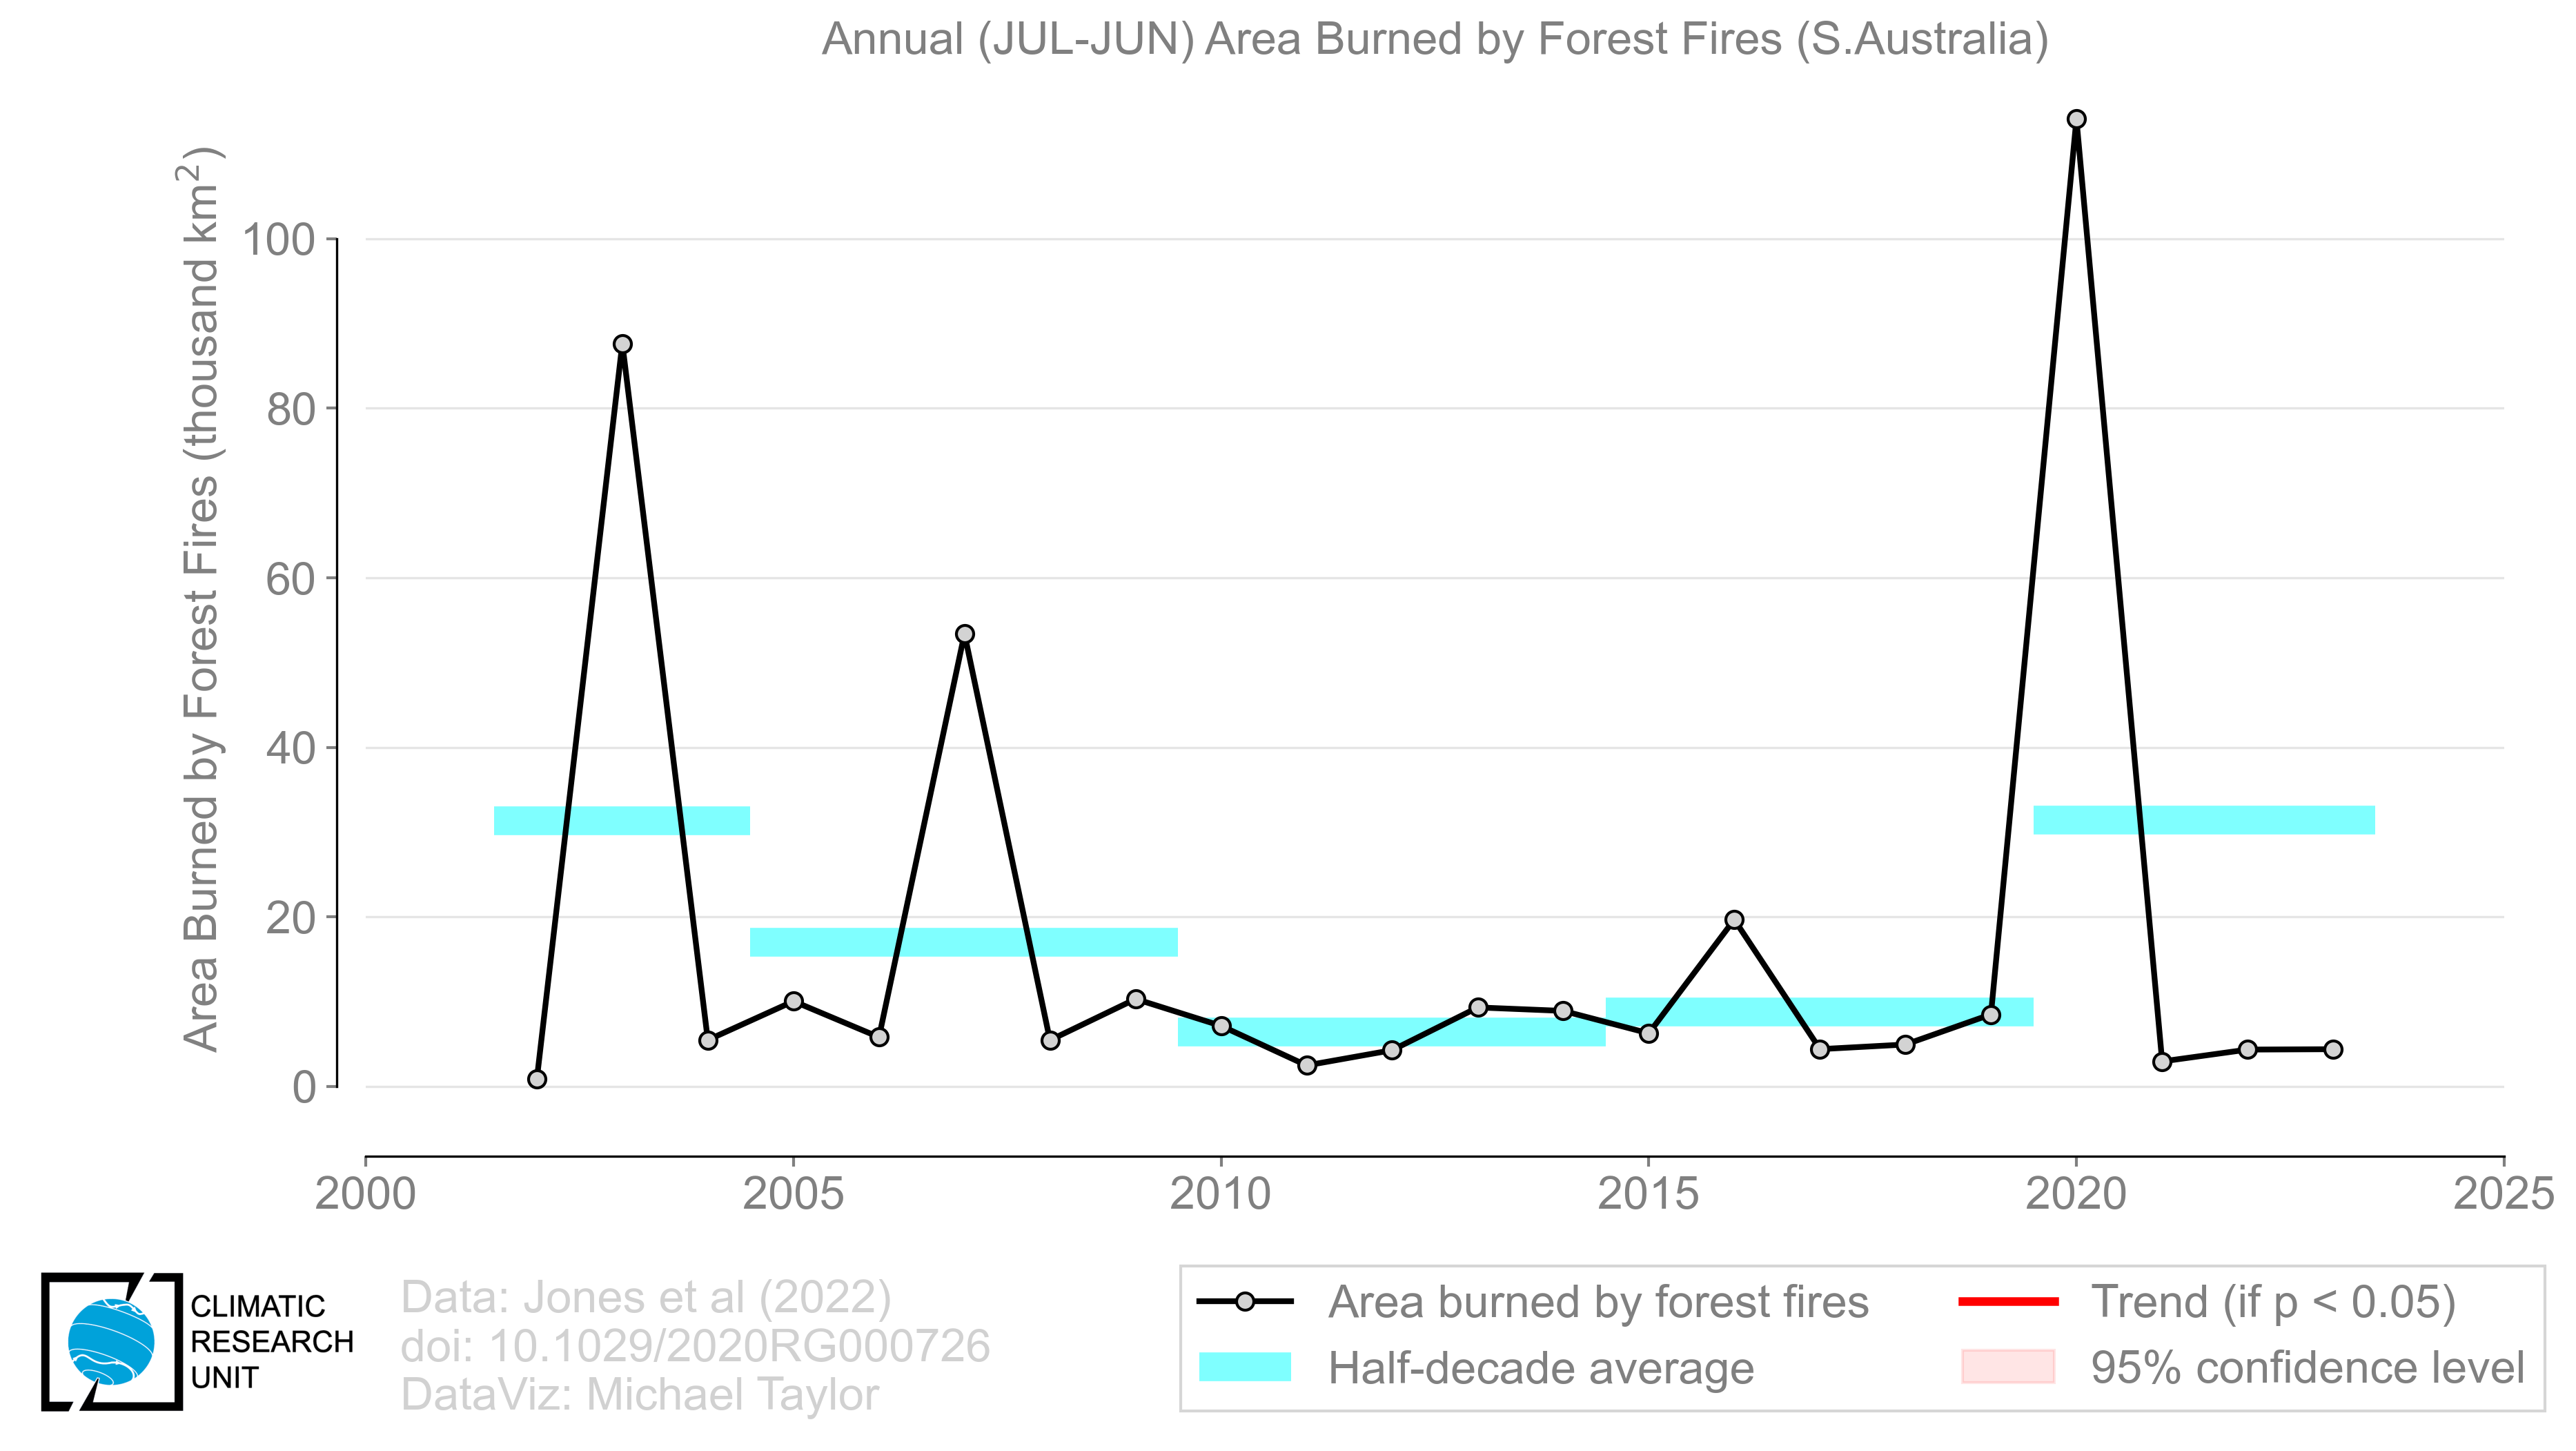 Annual (JUL-JUN) Area Burned by Forest Fires (S.Australia)
Area Burned by Forest Fires (thousand km²)
100
80
60
40
20
0
2000 2005 2010 2015 2020 2025
CLIMATIC
RESEARCH
UNIT
Data: Jones et al (2022)
doi: 10.1029/2020RG000726
DataViz: Michael Taylor
Area burned by forest fires
Half-decade average
Trend (if p < 0.05)
95% confidence level